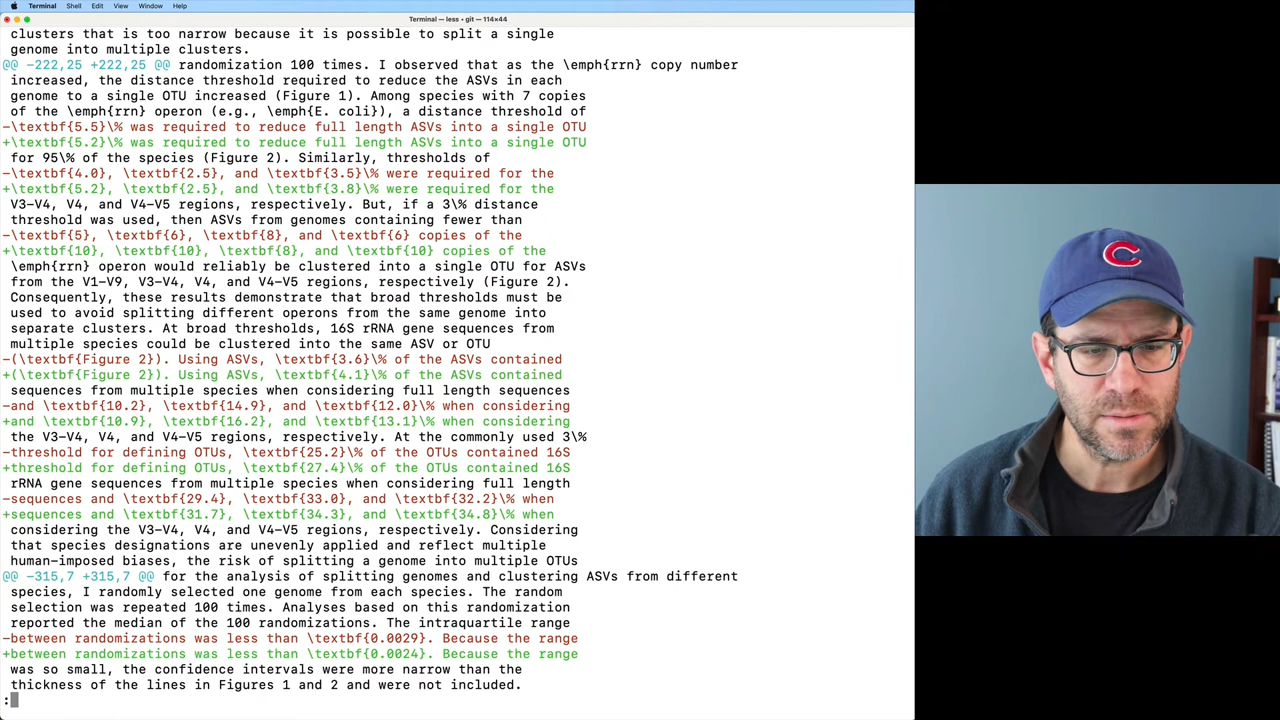 Terminal Shell Edit View Window Help
Terminal — less • git — 114×44
clusters that is too narrow because it is possible to split a single
genome into multiple clusters.
@@ -222,25 +222,25 @@ randomization 100 times. I observed that as the \emph{rrn} copy number
increased, the distance threshold required to reduce the ASVs in each
genome to a single OTU increased (Figure 1). Among species with 7 copies
of the \emph{rrn} operon (e.g., \emph{E. coli}), a distance threshold of
-\textbf{5.5}\% was required to reduce full length ASVs into a single OTU
+\textbf{5.2}\% was required to reduce full length ASVs into a single OTU
for 95\% of the species (Figure 2). Similarly, thresholds of
-\textbf{4.0}, \textbf{2.5}, and \textbf{3.5}\% were required for the
+\textbf{5.2}, \textbf{2.5}, and \textbf{3.8}\% were required for the
V3-V4, V4, and V4-V5 regions, respectively. But, if a 3\% distance
threshold was used, then ASVs from genomes containing fewer than
-\textbf{5}, \textbf{6}, \textbf{8}, and \textbf{6} copies of the
+\textbf{10}, \textbf{10}, \textbf{8}, and \textbf{10} copies of the
\emph{rrn} operon would reliably be clustered into a single OTU for ASVs
from the V1-V9, V3-V4, V4, and V4-V5 regions, respectively (Figure 2).
Consequently, these results demonstrate that broad thresholds must be
used to avoid splitting different operons from the same genome into
separate clusters. At broad thresholds, 16S rRNA gene sequences from
multiple species could be clustered into the same ASV or OTU
-(\textbf{Figure 2}). Using ASVs, \textbf{3.6}\% of the ASVs contained
+(\textbf{Figure 2}). Using ASVs, \textbf{4.1}\% of the ASVs contained
sequences from multiple species when considering full length sequences
-and \textbf{10.2}, \textbf{14.9}, and \textbf{12.0}\% when considering
+and \textbf{10.9}, \textbf{16.2}, and \textbf{13.1}\% when considering
the V3-V4, V4, and V4-V5 regions, respectively. At the commonly used 3\%
-threshold for defining OTUs, \textbf{25.2}\% of the OTUs contained 16S
+threshold for defining OTUs, \textbf{27.4}\% of the OTUs contained 16S
rRNA gene sequences from multiple species when considering full length
-sequences and \textbf{29.4}, \textbf{33.0}, and \textbf{32.2}\% when
+sequences and \textbf{31.7}, \textbf{34.3}, and \textbf{34.8}\% when
considering the V3-V4, V4, and V4-V5 regions, respectively. Considering
that species designations are unevenly applied and reflect multiple
human-imposed biases, the risk of splitting a genome into multiple OTUs
@@ -315,7 +315,7 @@ for the analysis of splitting genomes and clustering ASVs from different
species, I randomly selected one genome from each species. The random
selection was repeated 100 times. Analyses based on this randomization
reported the median of the 100 randomizations. The intraquartile range
-between randomizations was less than \textbf{0.0029}. Because the range
+between randomizations was less than \textbf{0.0024}. Because the range
was so small, the confidence intervals were more narrow than the
thickness of the lines in Figures 1 and 2 and were not included.
:
C